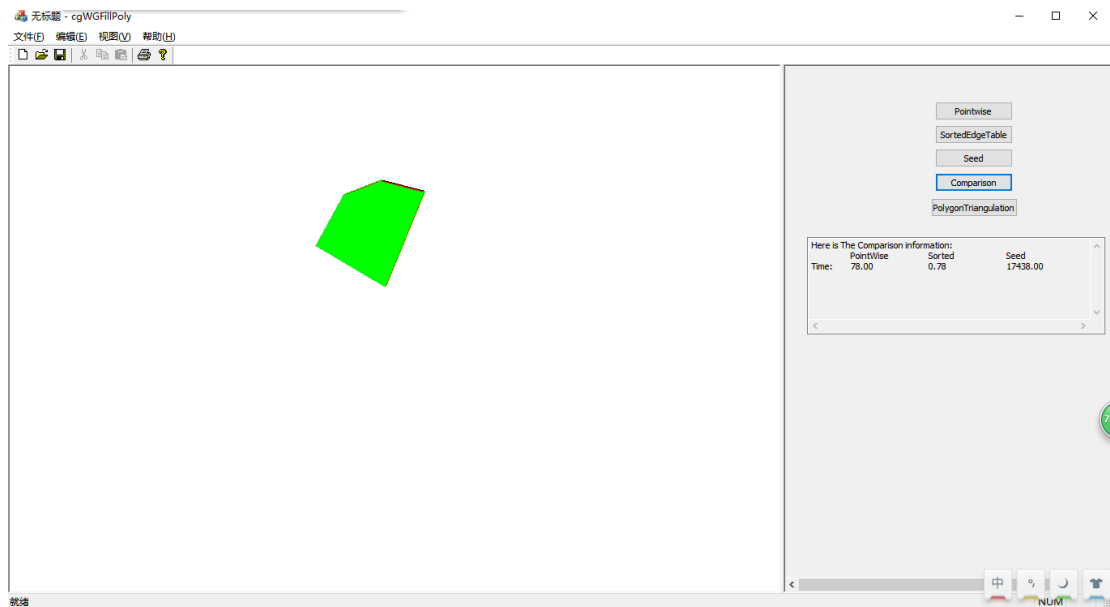 无标题 - cgWGFillPoly
文件(F) 编辑(E) 视图(V) 帮助(H)
Pointwise
SortedEdgeTable
Seed
Comparison
PolygonTriangulation
Here is The Comparison information:
PointWise Sorted Seed
Time: 78.00 0.78 17438.00
中
就绪
NUM